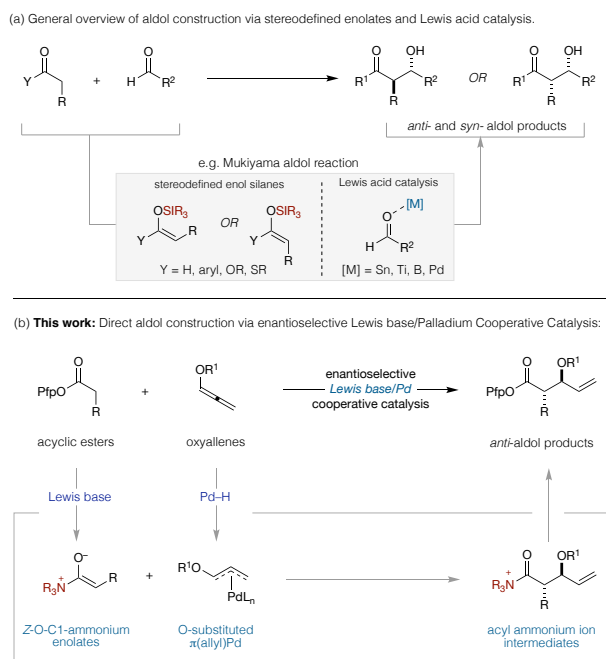 (a) General overview of aldol construction via stereodefined enolates and Lewis acid catalysis.
O O O OH O OH
Y + H R² R¹ R² OR R¹ R²
R R R
anti- and syn- aldol products
e.g. Mukiyama aldol reaction
stereodefined enol silanes Lewis acid catalysis
OSIR₃ OSIR₃ [M]
R OR O
Y Y H R²
R
Y = H, aryl, OR, SR [M] = Sn, Ti, B, Pd
(b) This work: Direct aldol construction via enantioselective Lewis base/Palladium Cooperative Catalysis:
O OR¹ enantioselective O OR¹
PfpO + Lewis base/Pd PfpO
R cooperative catalysis R
acyclic esters oxyallenes anti-aldol products
Lewis base Pd–H
O⁻ R¹O O OR¹
R₃N⁺ R + PdLₙ R₃N⁺
R
Z-O-C1-ammonium O-substituted acyl ammonium ion
enolates π(allyl)Pd intermediates